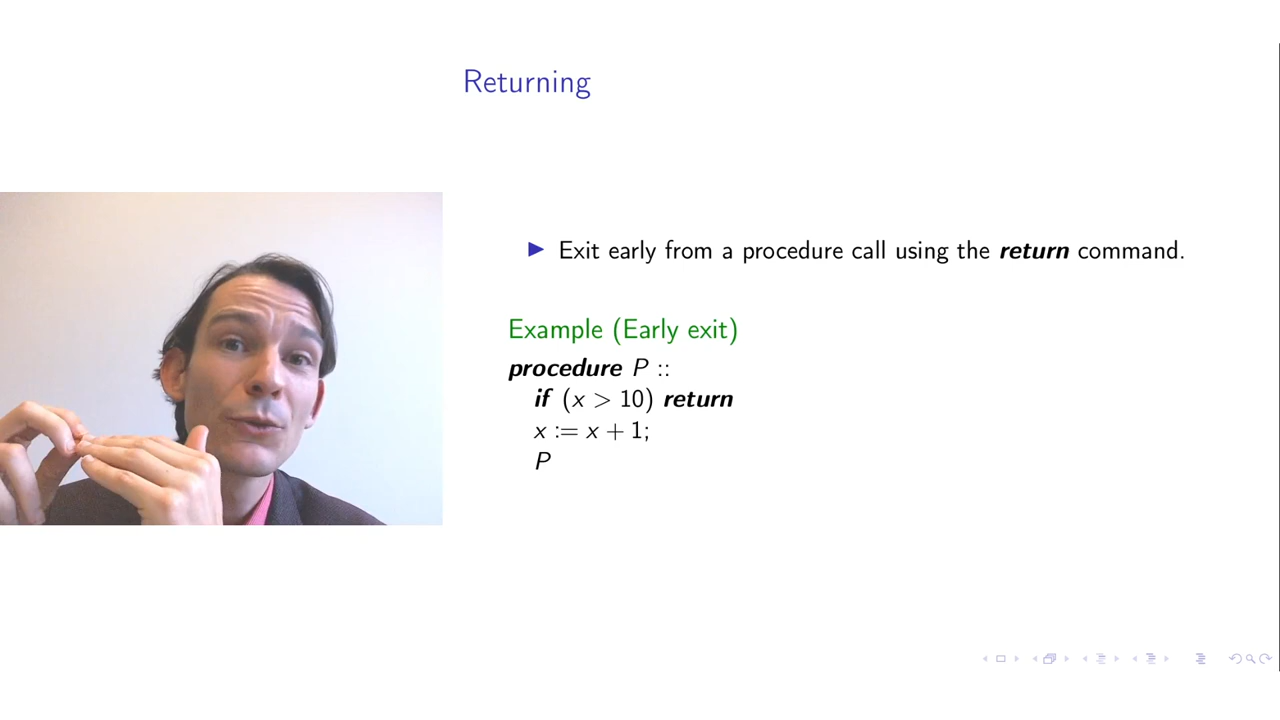 Returning
▶ Exit early from a procedure call using the return command.
Example (Early exit)
procedure P ::
if (x > 10) return
x := x + 1;
P